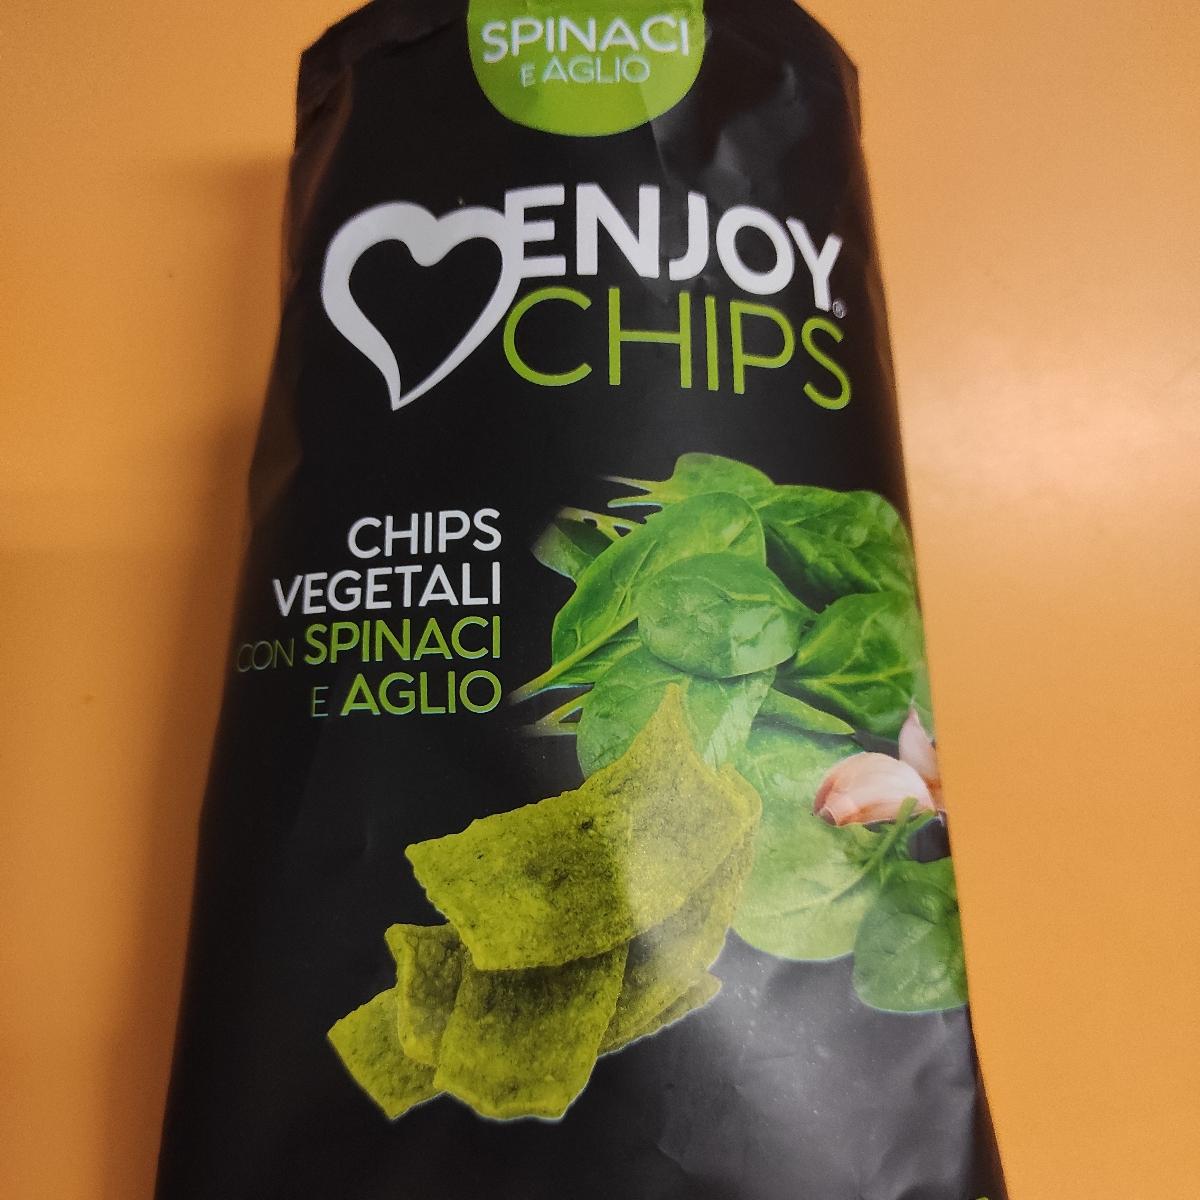 SPINACI
E AGLIO
ENJOY®
CHIPS
CHIPS
VEGETALI
CON SPINACI
E AGLIO